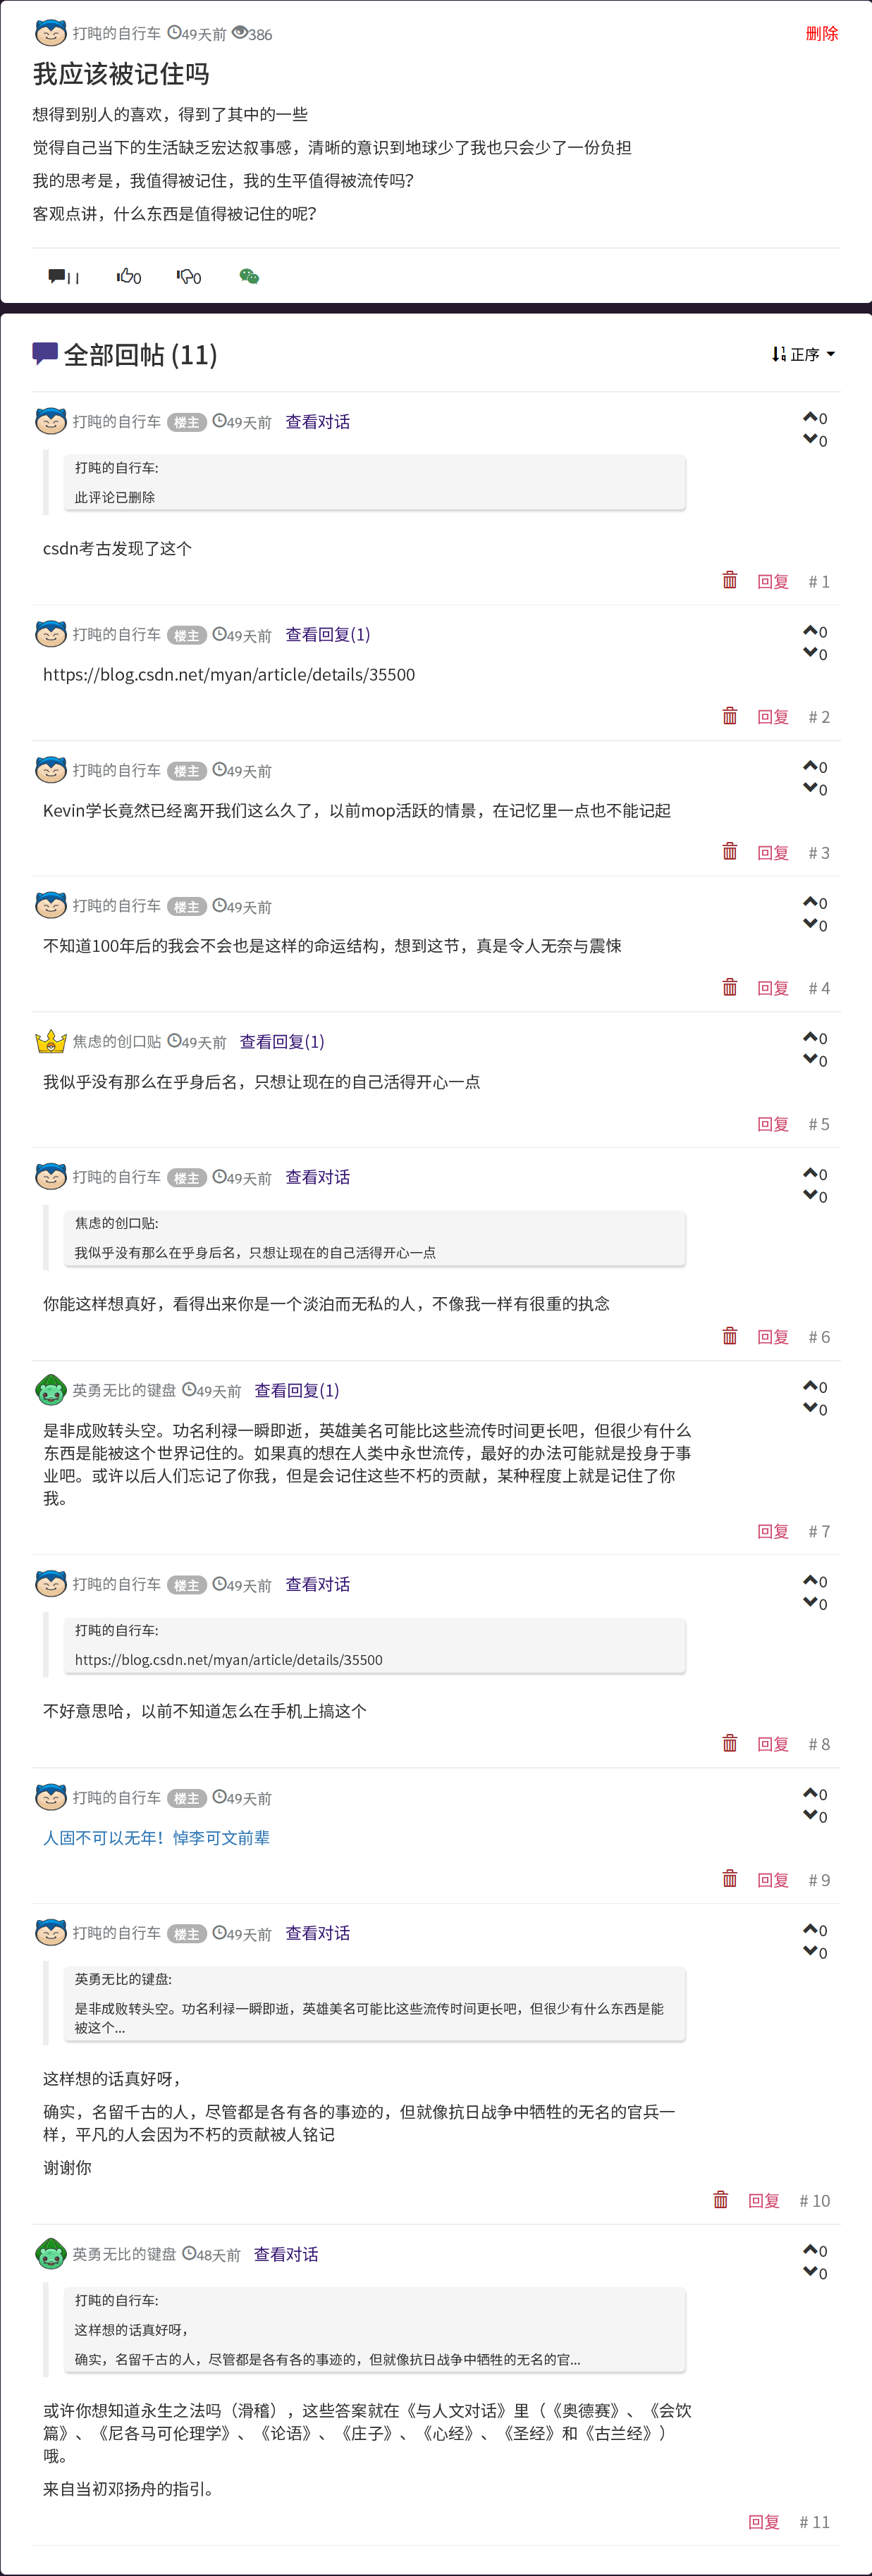 打盹的自行车 49天前 386 删除
我应该被记住吗
想得到别人的喜欢，得到了其中的一些
觉得自己当下的生活缺乏宏达叙事感，清晰的意识到地球少了我也只会少了一份负担
我的思考是，我值得被记住，我的生平值得被流传吗？
客观点讲，什么东西是值得被记住的呢？
11 0 0
全部回帖 (11) 正序
打盹的自行车 楼主 49天前 查看对话 0
0
打盹的自行车:
此评论已删除
csdn考古发现了这个
回复 # 1
打盹的自行车 楼主 49天前 查看回复(1) 0
0
https://blog.csdn.net/myan/article/details/35500
回复 # 2
打盹的自行车 楼主 49天前 0
0
Kevin学长竟然已经离开我们这么久了，以前mop活跃的情景，在记忆里一点也不能记起
回复 # 3
打盹的自行车 楼主 49天前 0
0
不知道100年后的我会不会也是这样的命运结构，想到这节，真是令人无奈与震悚
回复 # 4
焦虑的创口贴 49天前 查看回复(1) 0
0
我似乎没有那么在乎身后名，只想让现在的自己活得开心一点
回复 # 5
打盹的自行车 楼主 49天前 查看对话 0
0
焦虑的创口贴:
我似乎没有那么在乎身后名，只想让现在的自己活得开心一点
你能这样想真好，看得出来你是一个淡泊而无私的人，不像我一样有很重的执念
回复 # 6
英勇无比的键盘 49天前 查看回复(1) 0
0
是非成败转头空。功名利禄一瞬即逝，英雄美名可能比这些流传时间更长吧，但很少有什么
东西是能被这个世界记住的。如果真的想在人类中永世流传，最好的办法可能就是投身于事
业吧。或许以后人们忘记了你我，但是会记住这些不朽的贡献，某种程度上就是记住了你
我。
回复 # 7
打盹的自行车 楼主 49天前 查看对话 0
0
打盹的自行车:
https://blog.csdn.net/myan/article/details/35500
不好意思哈，以前不知道怎么在手机上搞这个
回复 # 8
打盹的自行车 楼主 49天前 0
0
人固不可以无年！悼李可文前辈
回复 # 9
打盹的自行车 楼主 49天前 查看对话 0
0
英勇无比的键盘:
是非成败转头空。功名利禄一瞬即逝，英雄美名可能比这些流传时间更长吧，但很少有什么东西是能
被这个...
这样想的话真好呀，
确实，名留千古的人，尽管都是各有各的事迹的，但就像抗日战争中牺牲的无名的官兵一
样，平凡的人会因为不朽的贡献被人铭记
谢谢你
回复 # 10
英勇无比的键盘 48天前 查看对话 0
0
打盹的自行车:
这样想的话真好呀，
确实，名留千古的人，尽管都是各有各的事迹的，但就像抗日战争中牺牲的无名的官...
或许你想知道永生之法吗（滑稽），这些答案就在《与人文对话》里（《奥德赛》、《会饮
篇》、《尼各马可伦理学》、《论语》、《庄子》、《心经》、《圣经》和《古兰经》）
哦。
来自当初邓扬舟的指引。
回复 # 11